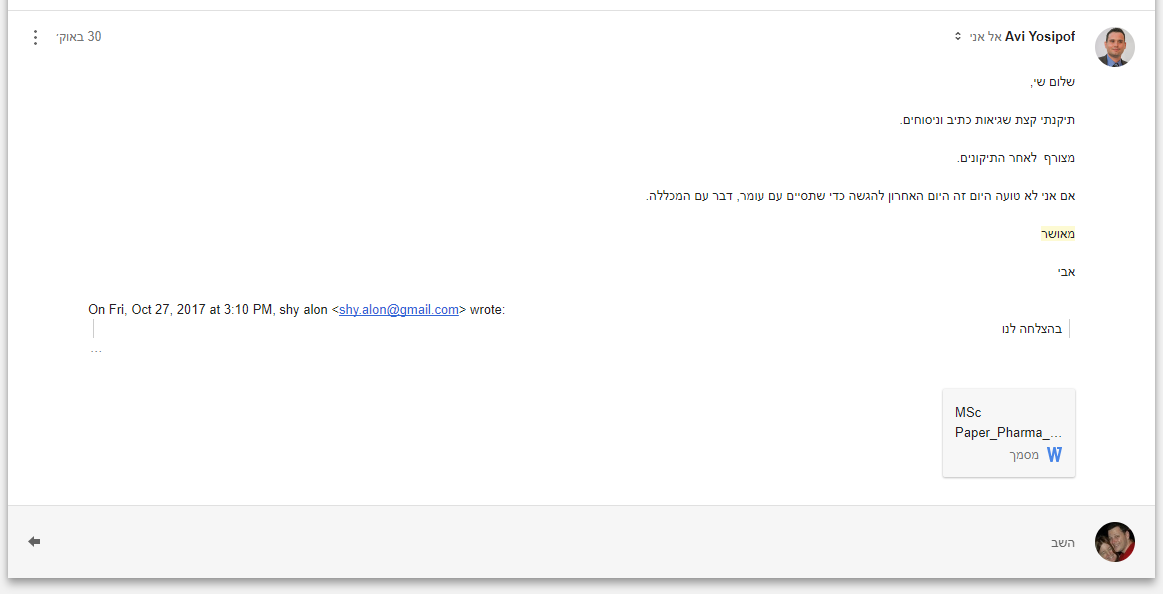 Avi Yosipof אל אני
30 באוק׳
שלום שי,
תיקנתי קצת שגיאות כתיב וניסוחים.
מצורף לאחר התיקונים.
אם אני לא טועה היום זה היום האחרון להגשה כדי שתסיים עם עומר, דבר עם המכללה.
מאושר
אבי
On Fri, Oct 27, 2017 at 3:10 PM, shy alon <shy.alon@gmail.com> wrote:
בהצלחה לנו
...
MSc
Paper_Pharma_...
W מסמך
השב